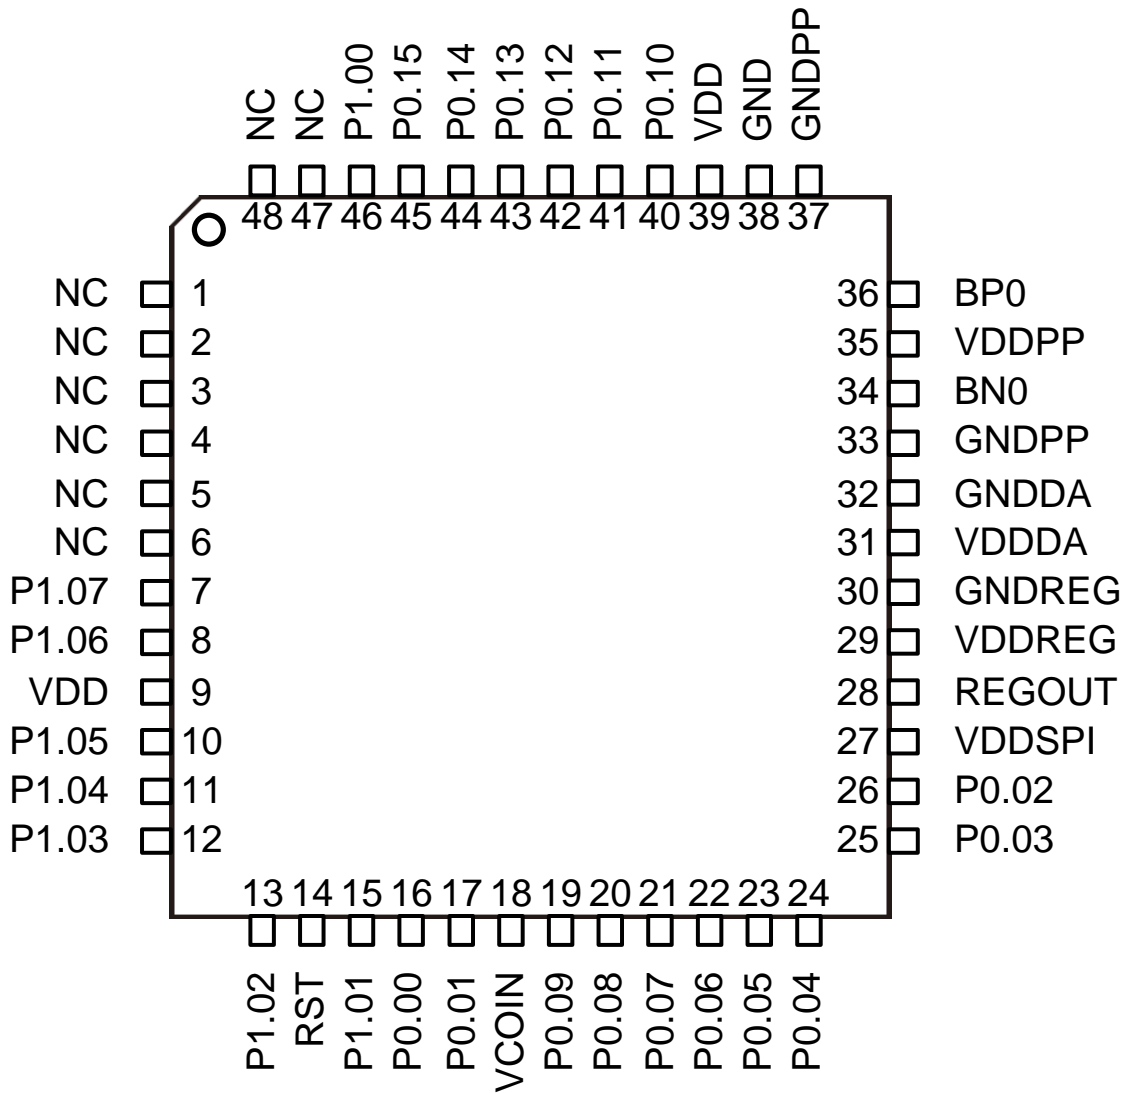 NC NC P1.00 P0.15 P0.14 P0.13 P0.12 P0.11 P0.10 VDD GND GNDPP
48 47 46 45 44 43 42 41 40 39 38 37
NC 1 36 BP0
NC 2 35 VDDPP
NC 3 34 BN0
NC 4 33 GNDPP
NC 5 32 GNDDA
NC 6 31 VDDDA
P1.07 7 30 GNDREG
P1.06 8 29 VDDREG
VDD 9 28 REGOUT
P1.05 10 27 VDDSPI
P1.04 11 26 P0.02
P1.03 12 25 P0.03
13 14 15 16 17 18 19 20 21 22 23 24
P1.02 RST P1.01 P0.00 P0.01 VCOIN P0.09 P0.08 P0.07 P0.06 P0.05 P0.04